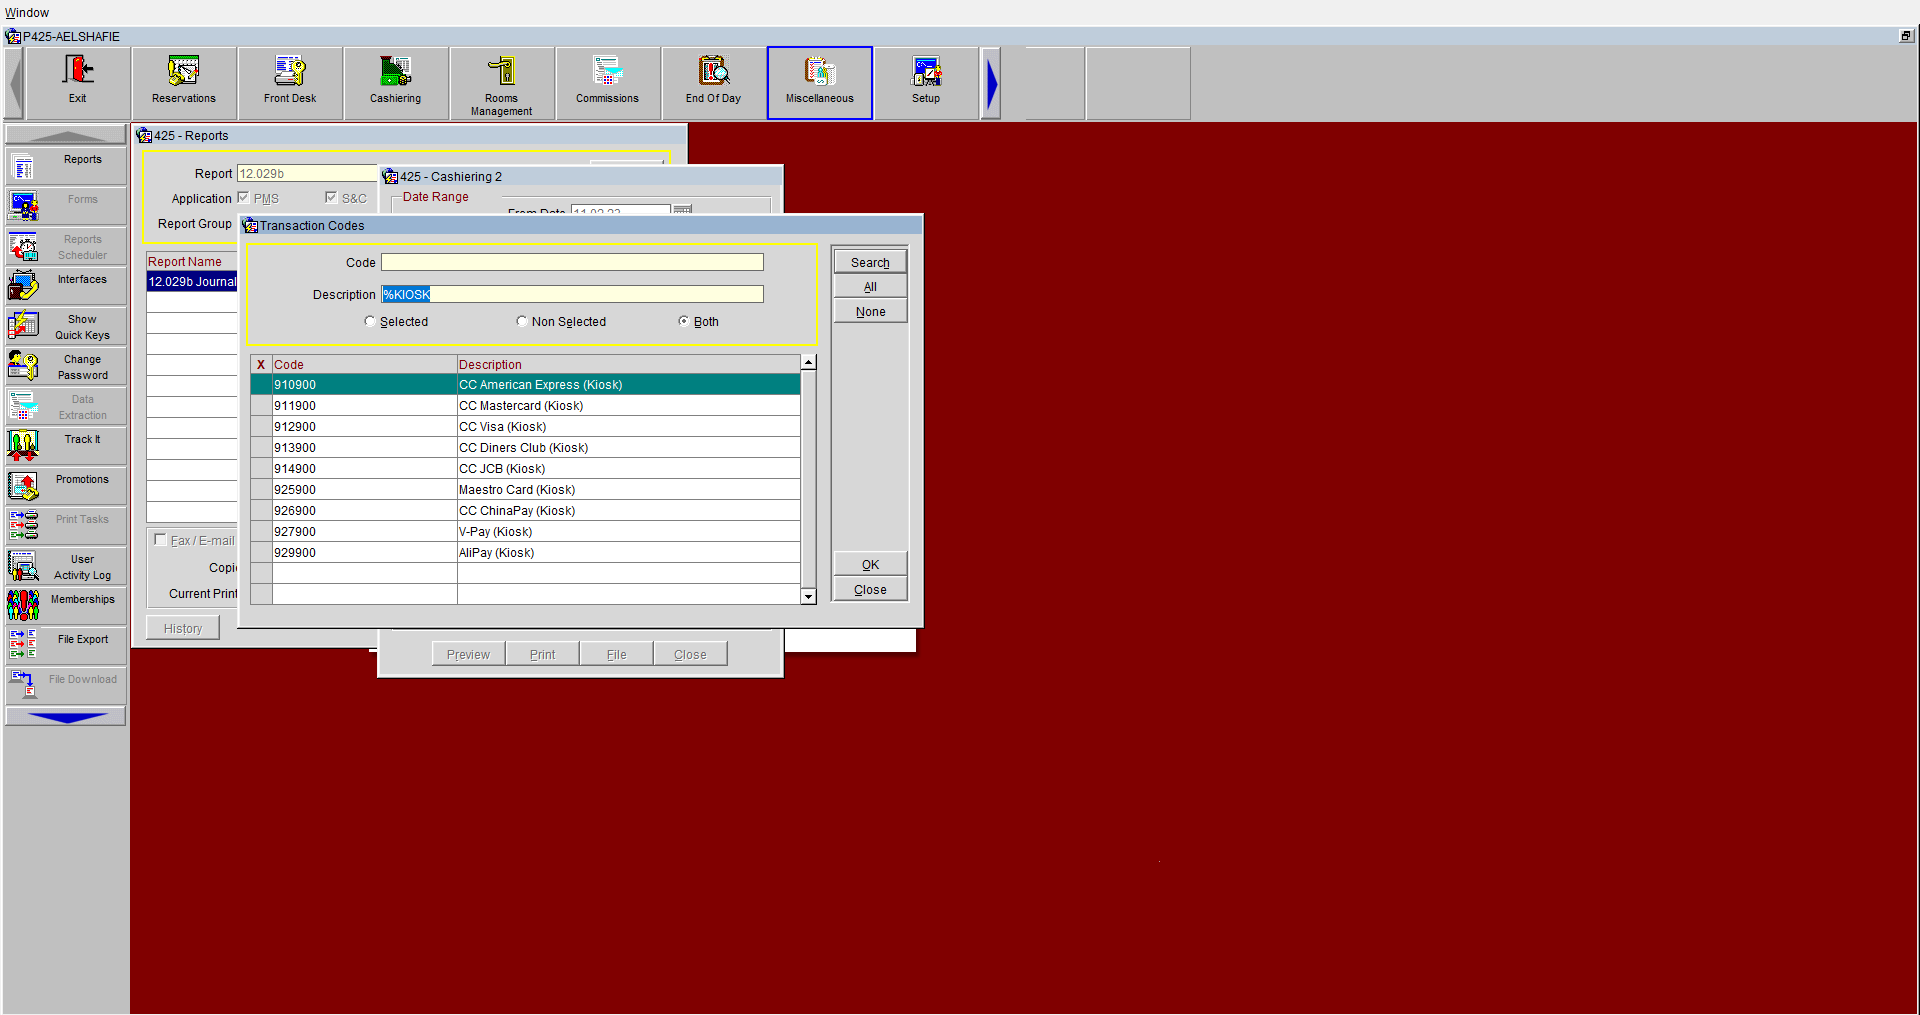 Window
P425-AELSHAFIE
Exit
Reservations
Front Desk
Cashiering
Rooms
Management
Commissions
End Of Day
Miscellaneous
Setup
Reports
Forms
Reports
Scheduler
Interfaces
Show
Quick Keys
Change
Password
Data
Extraction
Track It
Promotions
Print Tasks
User
Activity Log
Memberships
File Export
File Download
425 - Reports
Report 12.029b
Application PMS S&C
Report Group
Report Name
12.029b Journal
Fax / E-mail
Current Print
History
425 - Cashiering 2
Date Range
From Date 11.02.23
Preview Print File Close
Transaction Codes
Code
Description %KIOSK
Selected Non Selected Both
Search
All
None
X Code Description
910900 CC American Express (Kiosk)
911900 CC Mastercard (Kiosk)
912900 CC Visa (Kiosk)
913900 CC Diners Club (Kiosk)
914900 CC JCB (Kiosk)
925900 Maestro Card (Kiosk)
926900 CC ChinaPay (Kiosk)
927900 V-Pay (Kiosk)
929900 AliPay (Kiosk)
OK
Close